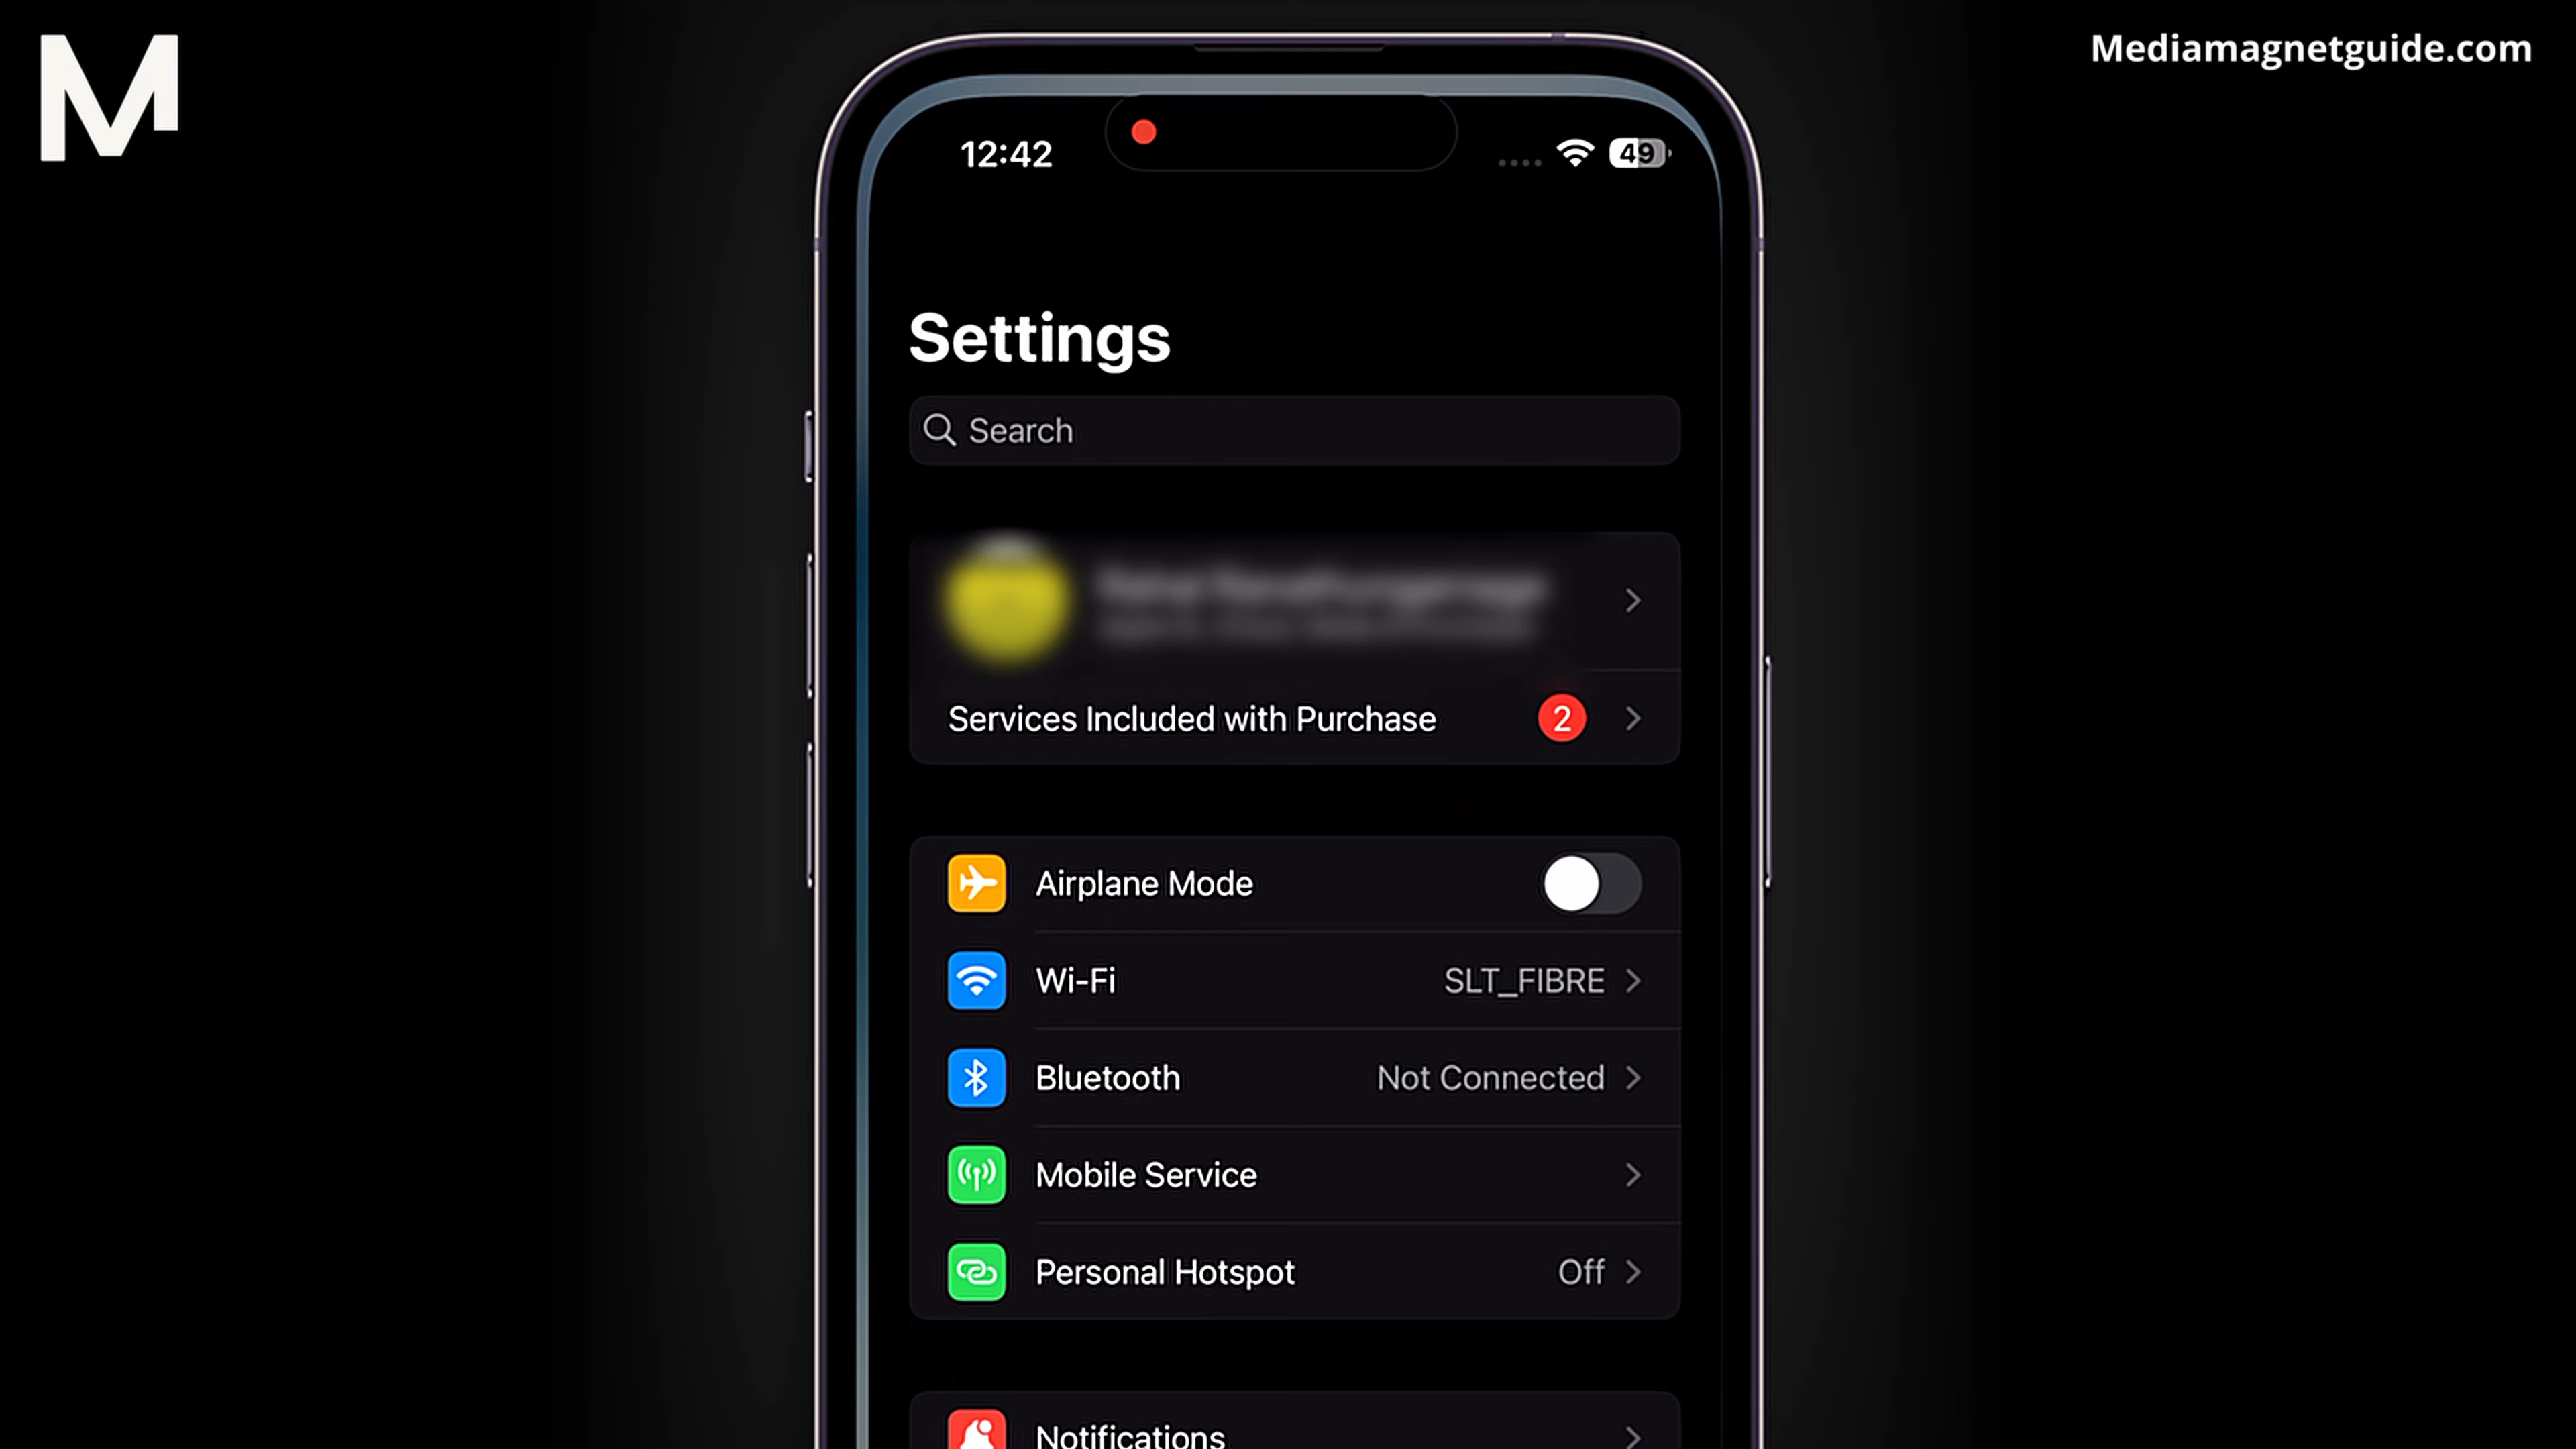 M
Mediamagnetguide.com
12:42
49
Settings
Search
Services Included with Purchase
2
Airplane Mode
Wi-Fi
SLT_FIBRE
Bluetooth
Not Connected
Mobile Service
Personal Hotspot
Off
Notifications